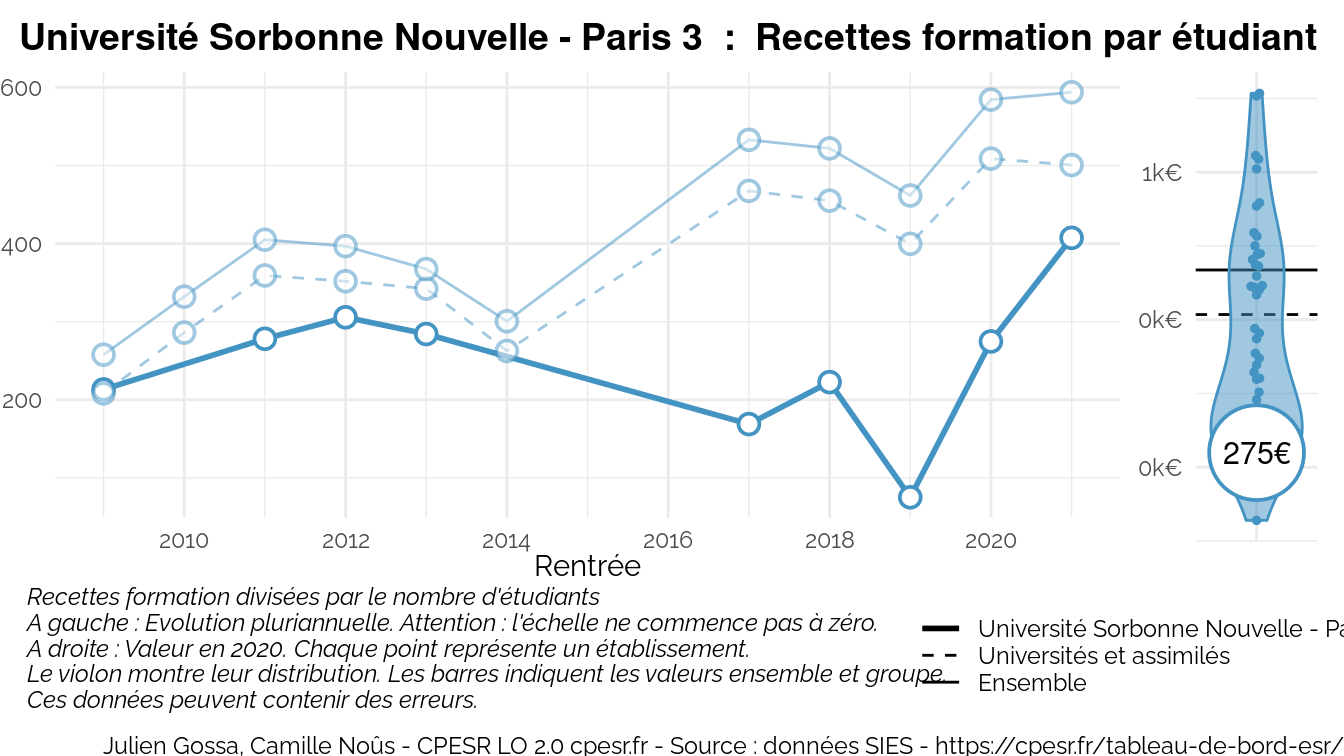 Université Sorbonne Nouvelle - Paris 3 : Recettes formation par étudiant
600
400
200
2010
2012
2014
2016
2018
2020
Rentrée
1k€
0k€
0k€
275€
Recettes formation divisées par le nombre d'étudiants
A gauche : Evolution pluriannuelle. Attention : l'échelle ne commence pas à zéro.
A droite : Valeur en 2020. Chaque point représente un établissement.
Le violon montre leur distribution. Les barres indiquent les valeurs ensemble et groupe.
Ces données peuvent contenir des erreurs.
Université Sorbonne Nouvelle - Pa
Universités et assimilés
Ensemble
Julien Gossa, Camille Noûs - CPESR LO 2.0 cpesr.fr - Source : données SIES - https://cpesr.fr/tableau-de-bord-esr/